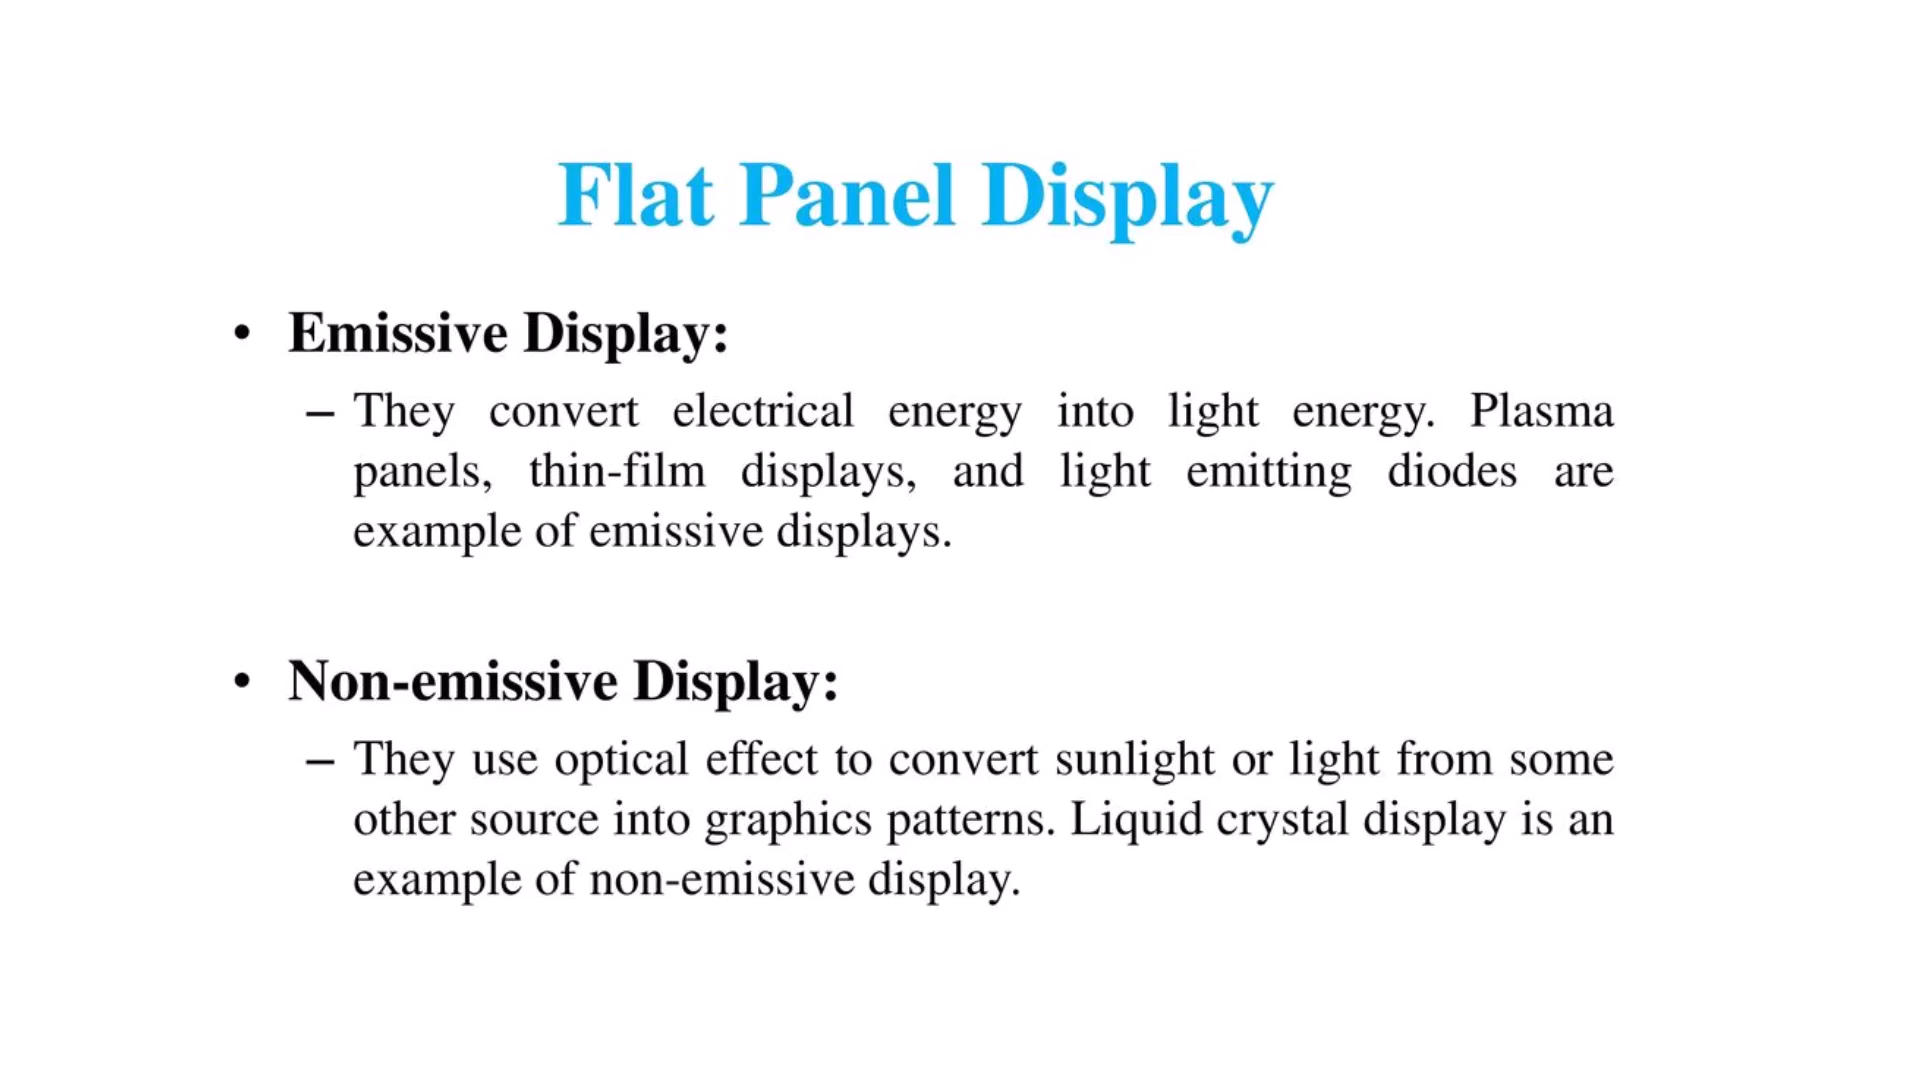 Flat Panel Display
• Emissive Display:
– They convert electrical energy into light energy. Plasma
panels, thin-film displays, and light emitting diodes are
example of emissive displays.
• Non-emissive Display:
– They use optical effect to convert sunlight or light from some
other source into graphics patterns. Liquid crystal display is an
example of non-emissive display.